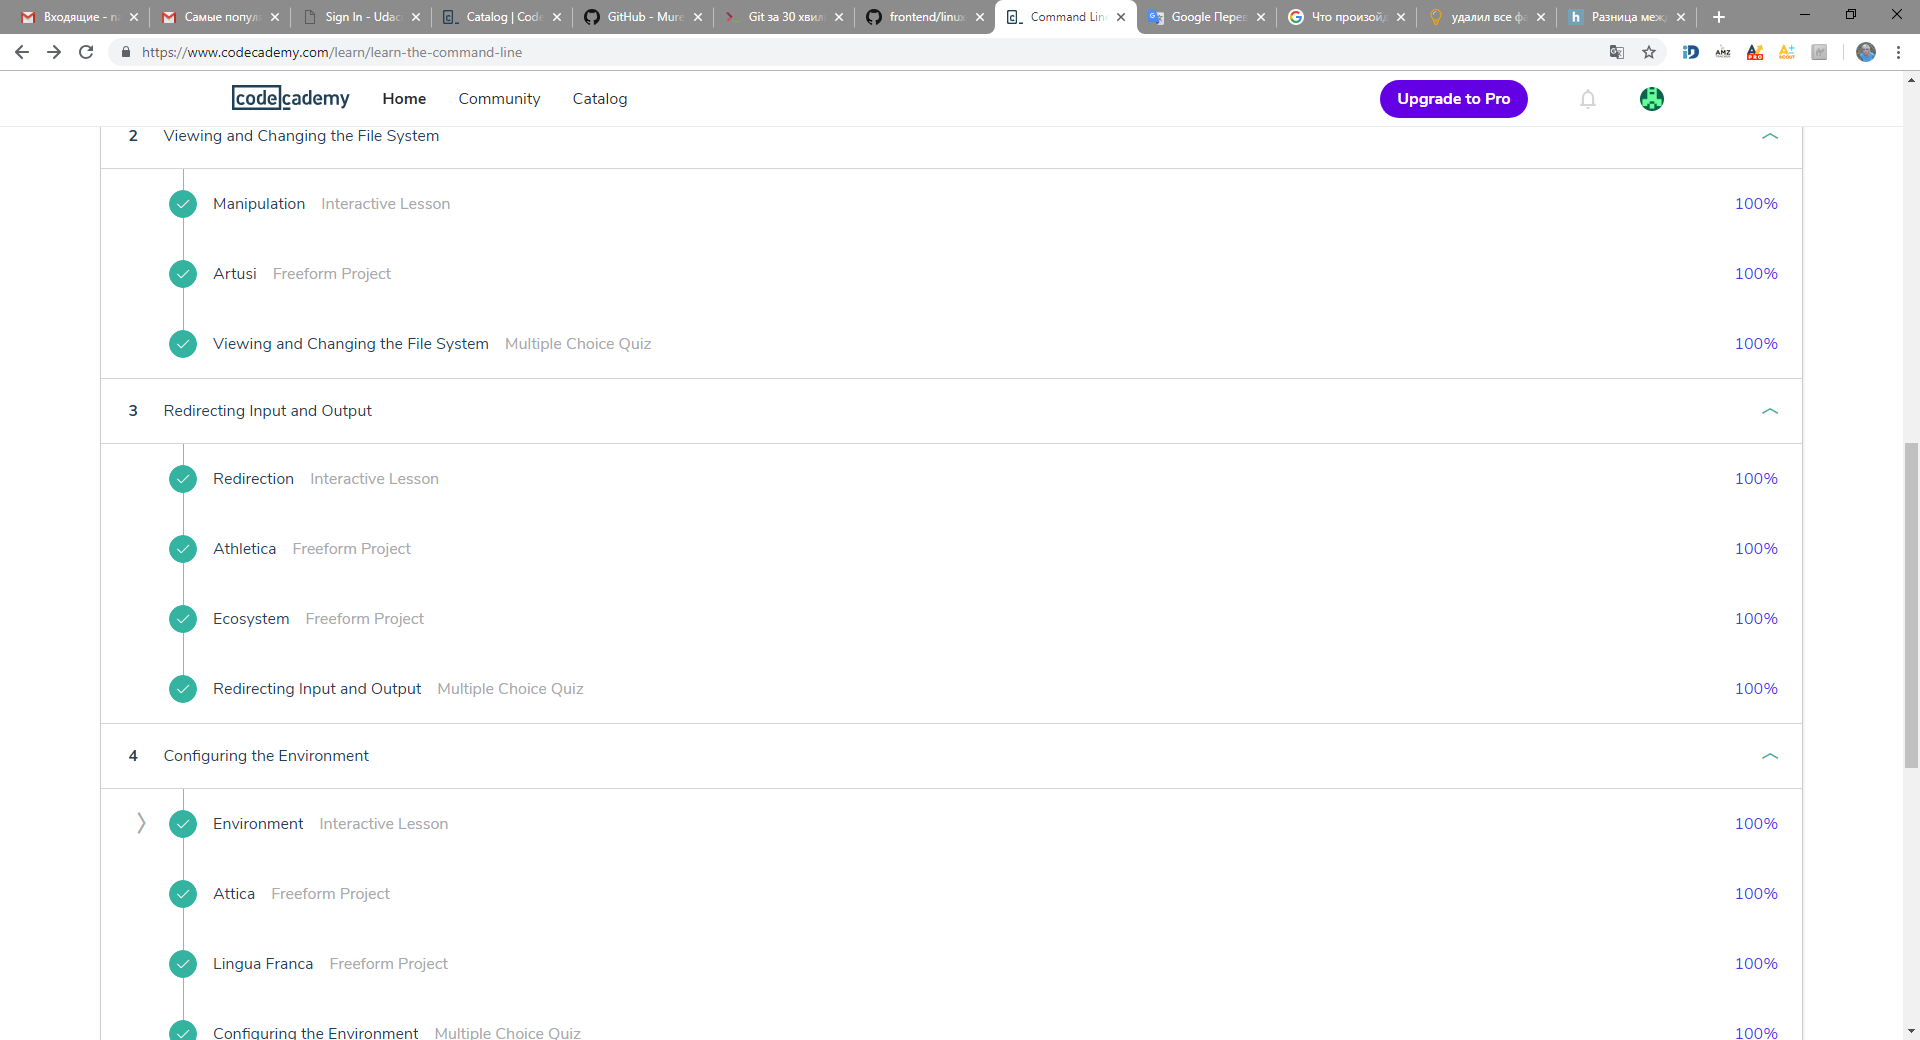 Входящие - n
Самые попул
Sign In - Udac
Catalog | Code
GitHub - Mure
Git за 30 хвил
frontend/linux
Command Line
Google Перев
Что произой
удалил все фа
Разница меж
https://www.codecademy.com/learn/learn-the-command-line
codecademy
Home
Community
Catalog
Upgrade to Pro
2 Viewing and Changing the File System
Manipulation Interactive Lesson 100%
Artusi Freeform Project 100%
Viewing and Changing the File System Multiple Choice Quiz 100%
3 Redirecting Input and Output
Redirection Interactive Lesson 100%
Athletica Freeform Project 100%
Ecosystem Freeform Project 100%
Redirecting Input and Output Multiple Choice Quiz 100%
4 Configuring the Environment
Environment Interactive Lesson 100%
Attica Freeform Project 100%
Lingua Franca Freeform Project 100%
Configuring the Environment Multiple Choice Quiz 100%